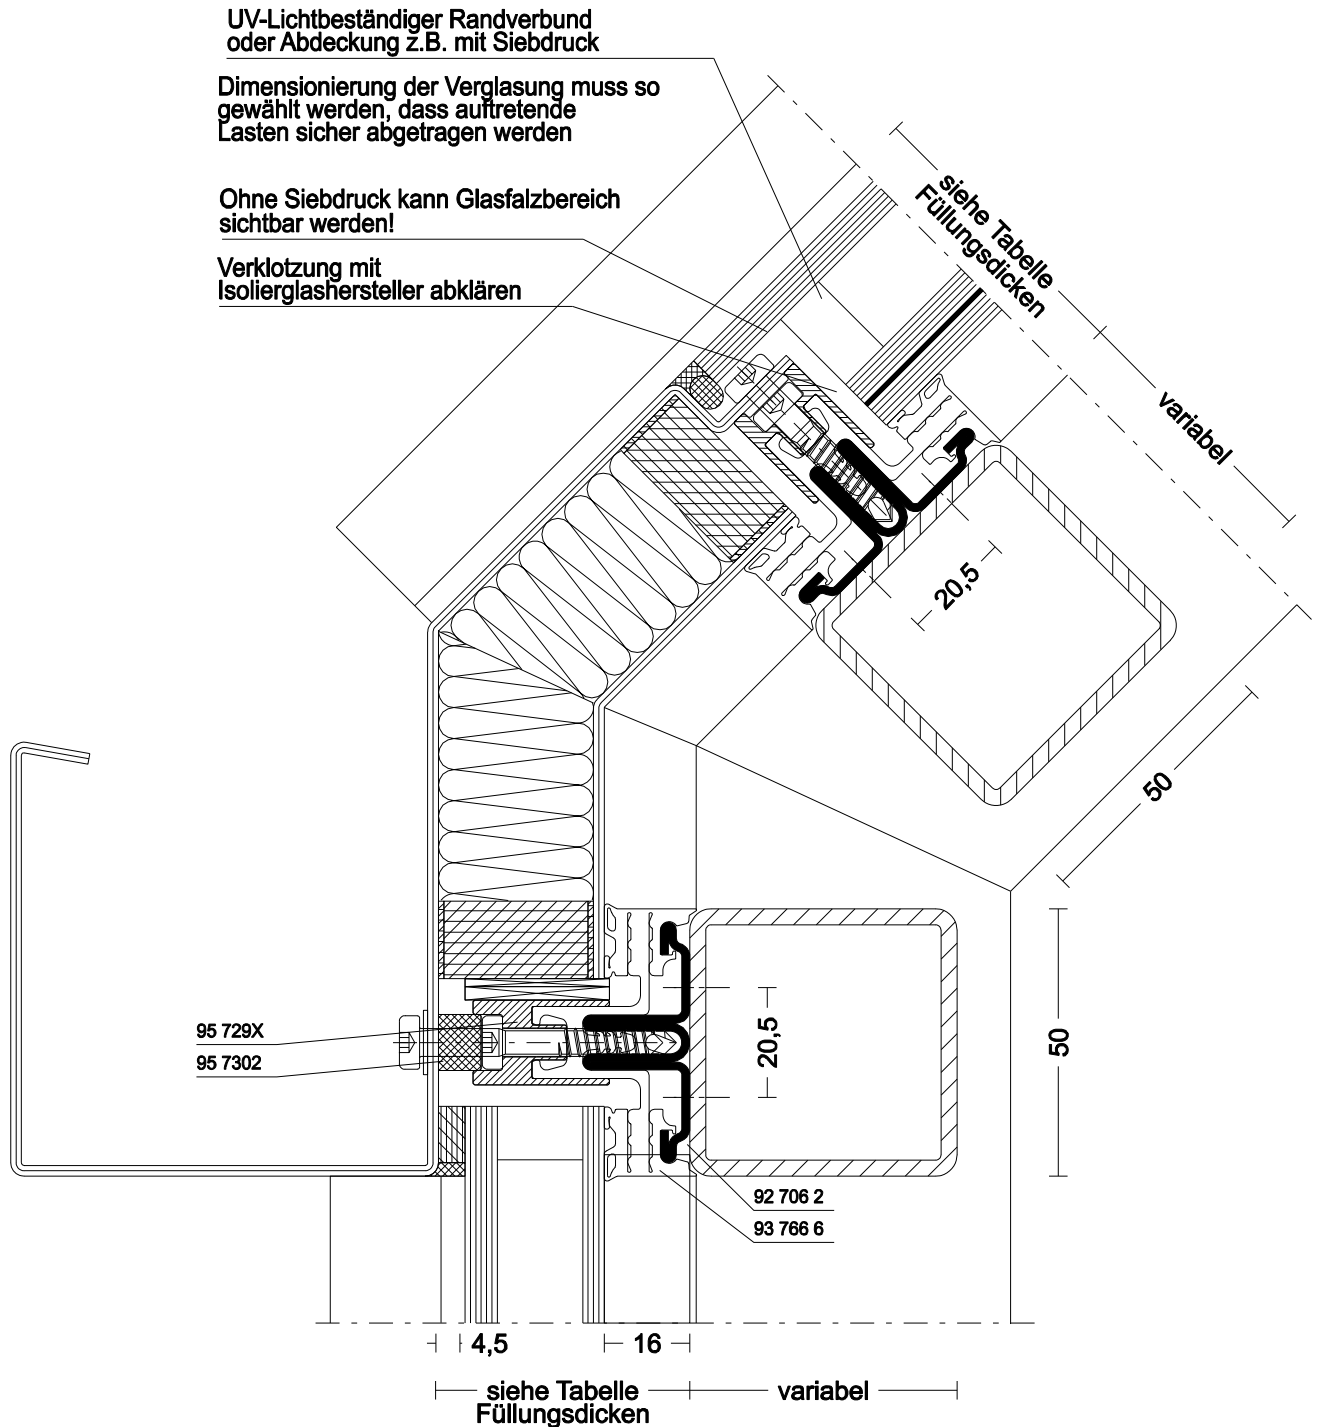 UV-Lichtbeständiger Randverbund
oder Abdeckung z.B. mit Siebdruck
Dimensionierung der Verglasung muss so
gewählt werden, dass auftretende
Lasten sicher abgetragen werden
Ohne Siebdruck kann Glasfalzbereich
sichtbar werden!
Verklotzung mit
Isolierglashersteller abklären
siehe Tabelle
Füllungsdicken
variabel
20,5
50
95 729X
95 7302
20,5
50
92 706 2
93 766 6
4,5
16
siehe Tabelle
Füllungsdicken
variabel